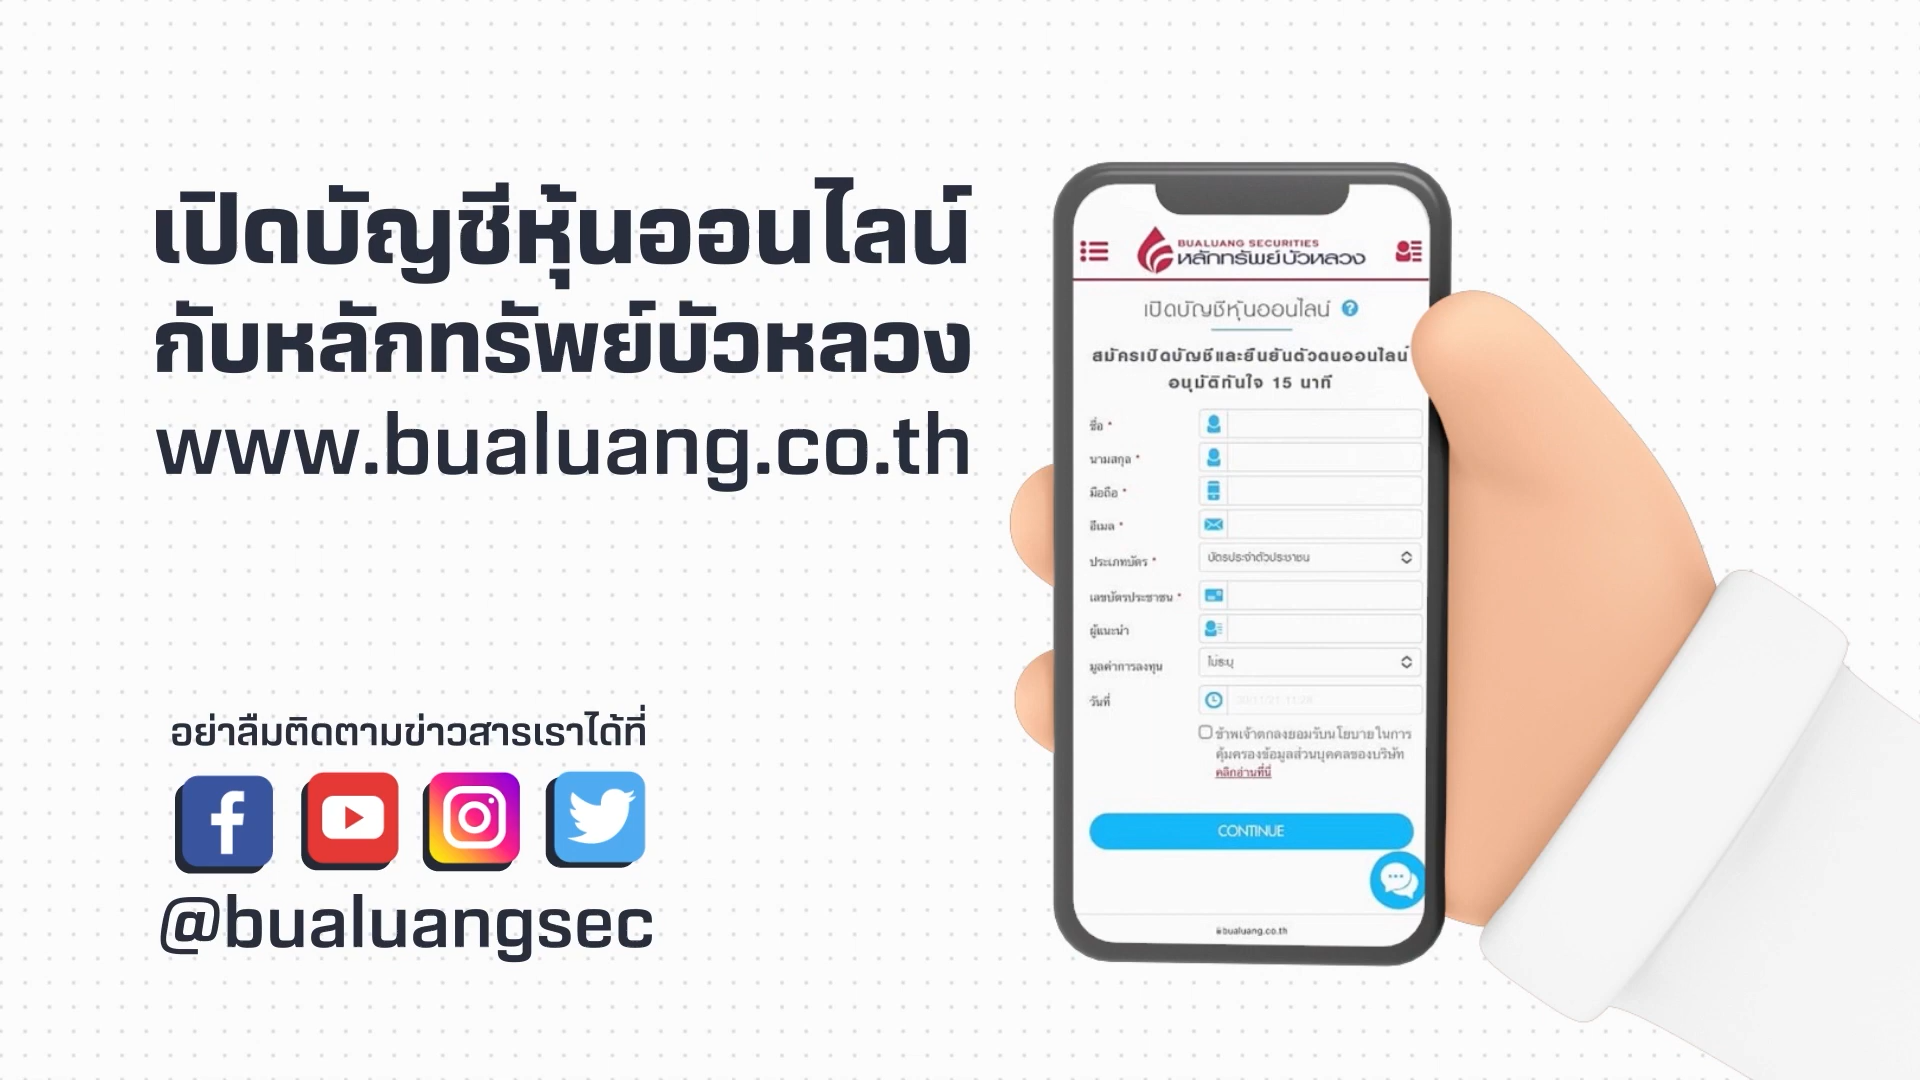 เปิดบัญชีหุ้นออนไลน์
กับหลักทรัพย์บัวหลวง
www.bualuang.co.th
อย่าลืมติดตามข่าวสารเราได้ที่
@bualuangsec
BUALUANG SECURITIES
หลักทรัพย์บัวหลวง
เปิดบัญชีหุ้นออนไลน์ ?
สมัครเปิดบัญชีและยืนยันตัวตนออนไลน์
อนุมัติทันใจ 15 นาที
ชื่อ *
นามสกุล *
มือถือ *
อีเมล *
ประเภทบัตร * บัตรประจำตัวประชาชน
เลขบัตรประชาชน *
ผู้แนะนำ
มูลค่าการลงทุน ไม่ระบุ
วันที่
ข้าพเจ้าตกลงยอมรับนโยบายในการ
คุ้มครองข้อมูลส่วนบุคคลของบริษัท
คลิกอ่านที่นี่
CONTINUE
bualuang.co.th